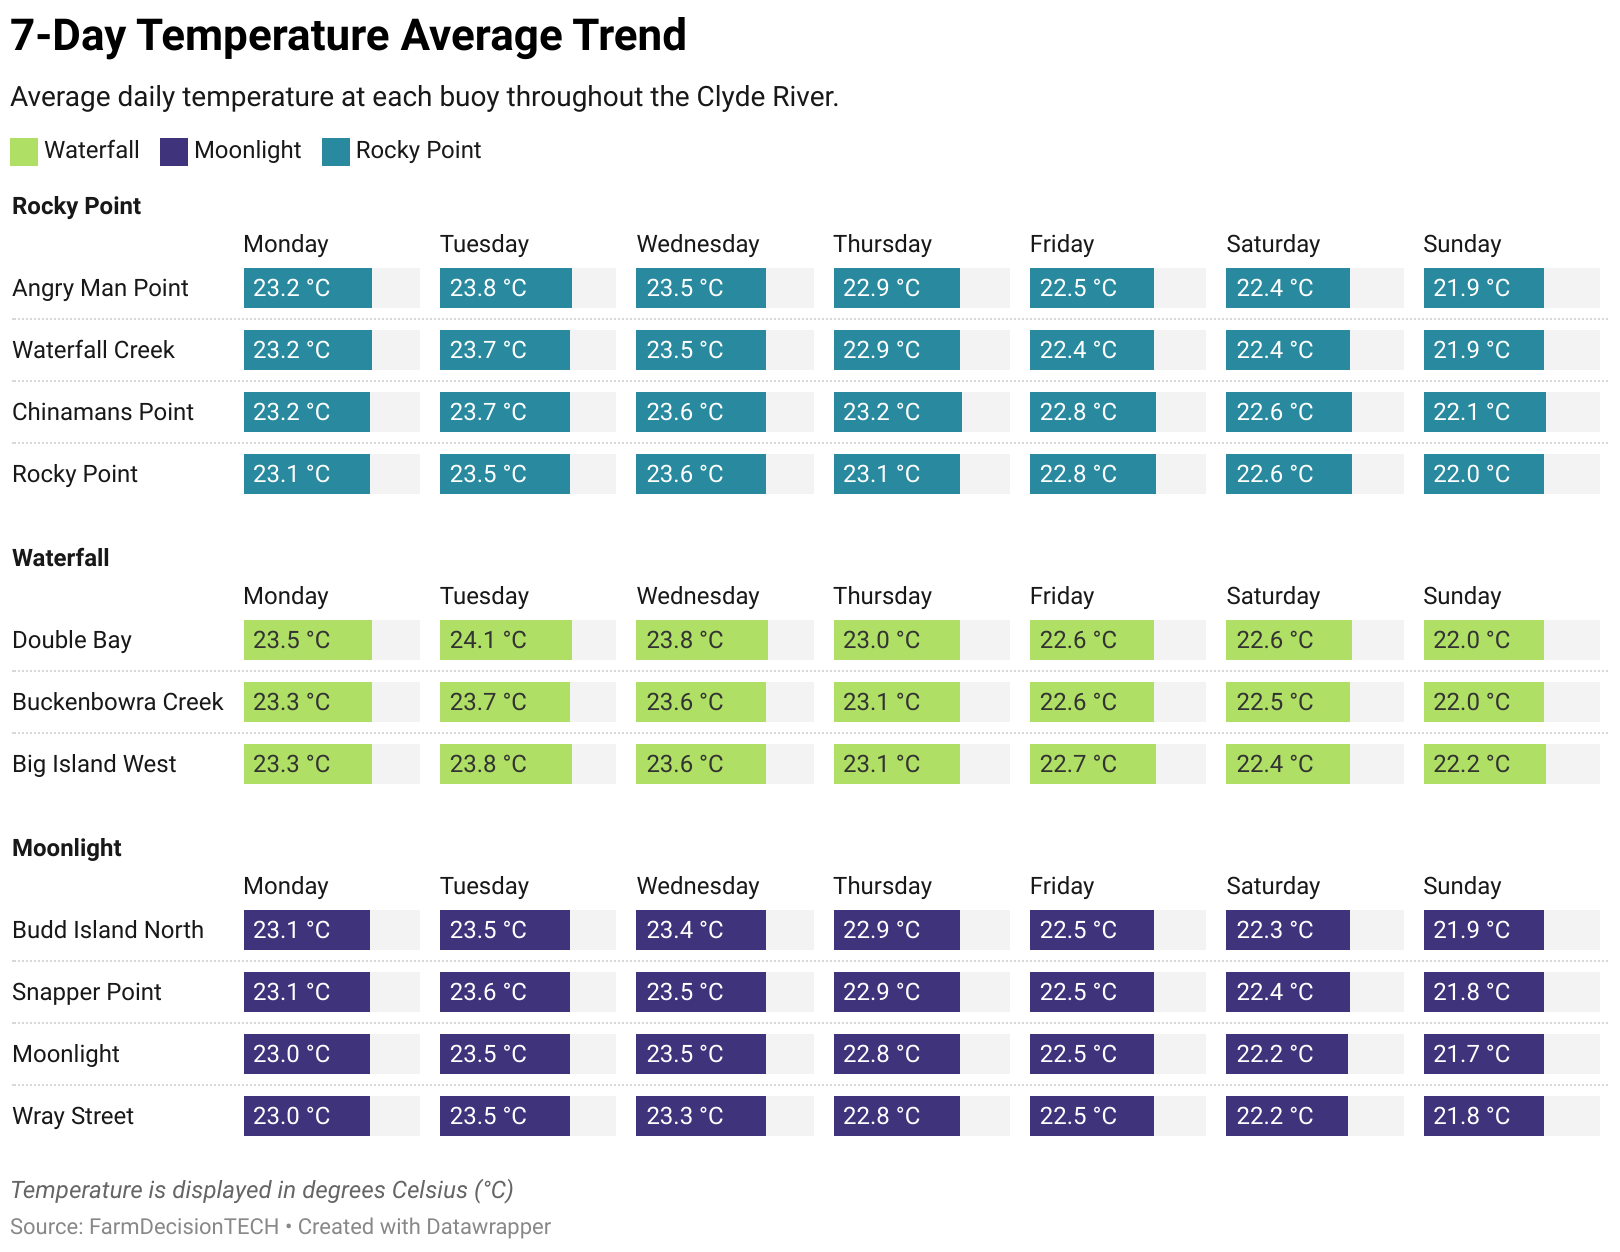 7-Day Temperature Average Trend
Average daily temperature at each buoy throughout the Clyde River.
Waterfall Moonlight Rocky Point
Rocky Point
Monday Tuesday Wednesday Thursday Friday Saturday Sunday
Angry Man Point 23.2 °C 23.8 °C 23.5 °C 22.9 °C 22.5 °C 22.4 °C 21.9 °C
Waterfall Creek 23.2 °C 23.7 °C 23.5 °C 22.9 °C 22.4 °C 22.4 °C 21.9 °C
Chinamans Point 23.2 °C 23.7 °C 23.6 °C 23.2 °C 22.8 °C 22.6 °C 22.1 °C
Rocky Point 23.1 °C 23.5 °C 23.6 °C 23.1 °C 22.8 °C 22.6 °C 22.0 °C
Waterfall
Monday Tuesday Wednesday Thursday Friday Saturday Sunday
Double Bay 23.5 °C 24.1 °C 23.8 °C 23.0 °C 22.6 °C 22.6 °C 22.0 °C
Buckenbowra Creek 23.3 °C 23.7 °C 23.6 °C 23.1 °C 22.6 °C 22.5 °C 22.0 °C
Big Island West 23.3 °C 23.8 °C 23.6 °C 23.1 °C 22.7 °C 22.4 °C 22.2 °C
Moonlight
Monday Tuesday Wednesday Thursday Friday Saturday Sunday
Budd Island North 23.1 °C 23.5 °C 23.4 °C 22.9 °C 22.5 °C 22.3 °C 21.9 °C
Snapper Point 23.1 °C 23.6 °C 23.5 °C 22.9 °C 22.5 °C 22.4 °C 21.8 °C
Moonlight 23.0 °C 23.5 °C 23.5 °C 22.8 °C 22.5 °C 22.2 °C 21.7 °C
Wray Street 23.0 °C 23.5 °C 23.3 °C 22.8 °C 22.5 °C 22.2 °C 21.8 °C
Temperature is displayed in degrees Celsius (°C)
Source: FarmDecisionTECH • Created with Datawrapper